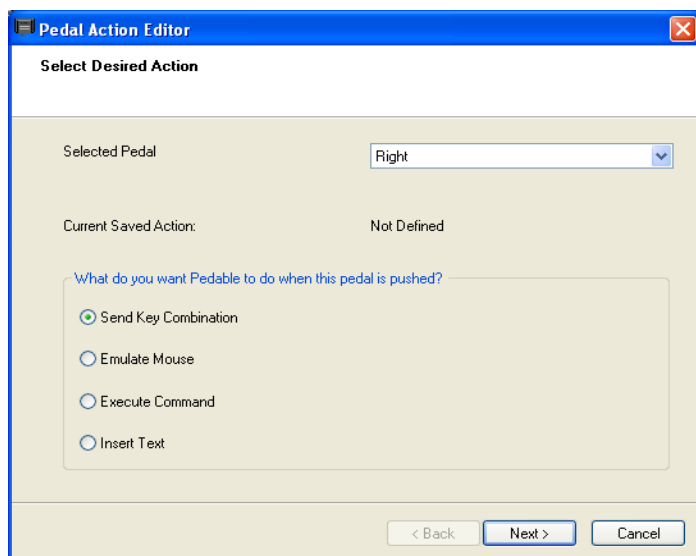 Pedal Action Editor
Select Desired Action
Selected Pedal
Right
Current Saved Action:
Not Defined
What do you want Pedable to do when this pedal is pushed?
Send Key Combination
Emulate Mouse
Execute Command
Insert Text
< Back
Next >
Cancel